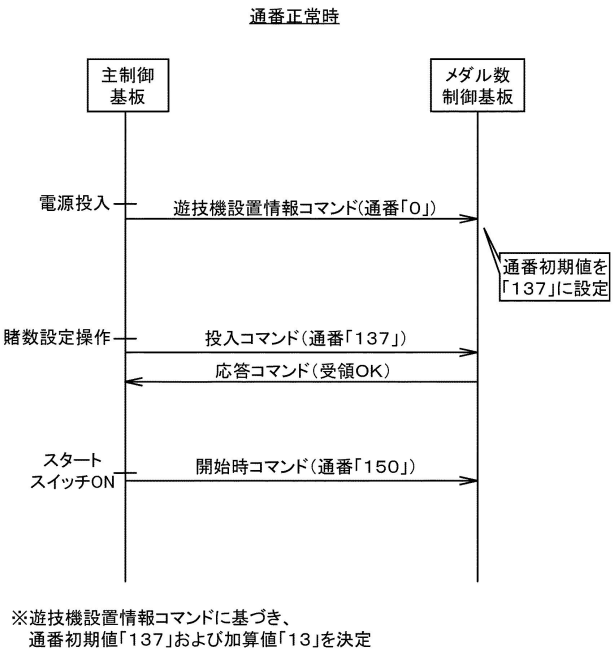 通番正常時
主制御
基板
メダル数
制御基板
電源投入
遊技機設置情報コマンド(通番「0」)
通番初期値を
「137」に設定
賭数設定操作
投入コマンド(通番「137」)
応答コマンド(受領OK)
スタート
スイッチON
開始時コマンド(通番「150」)
※遊技機設置情報コマンドに基づき、
通番初期値「137」および加算値「13」を決定